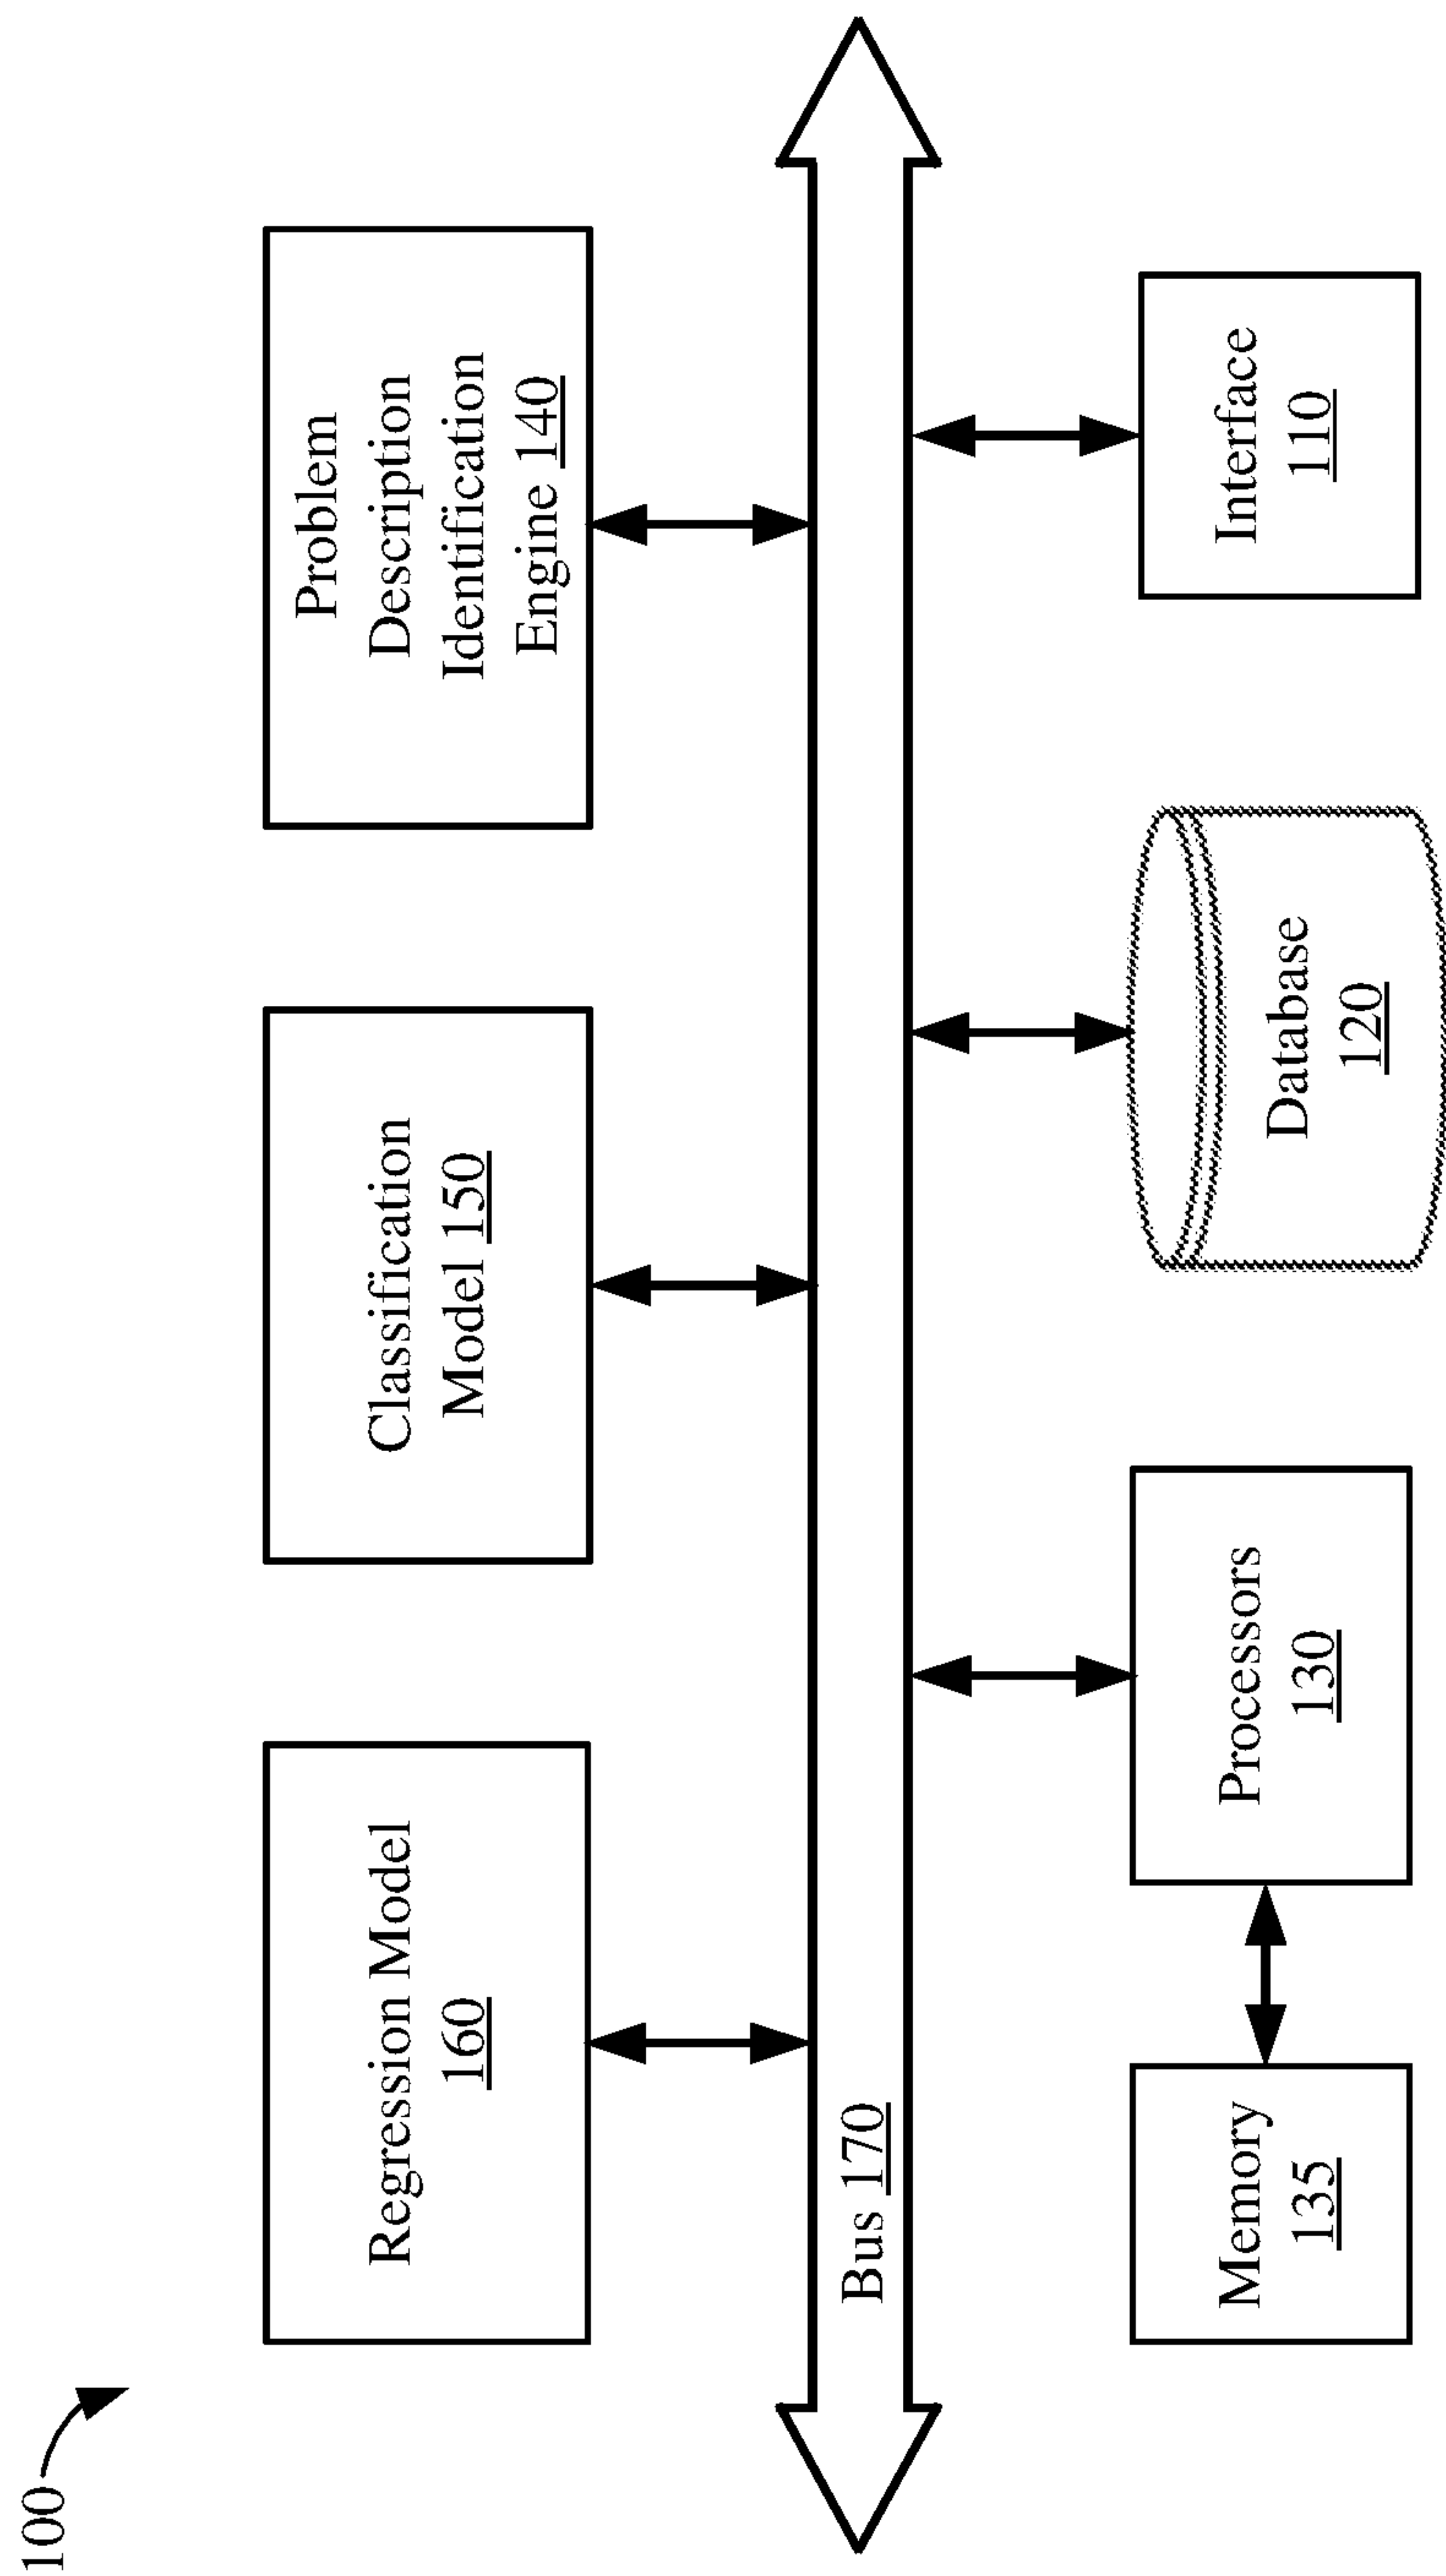 100
Regression Model
160
Classification
Model 150
Problem
Description
Identification
Engine 140
Bus 170
Memory
135
Processors
130
Database
120
Interface
110